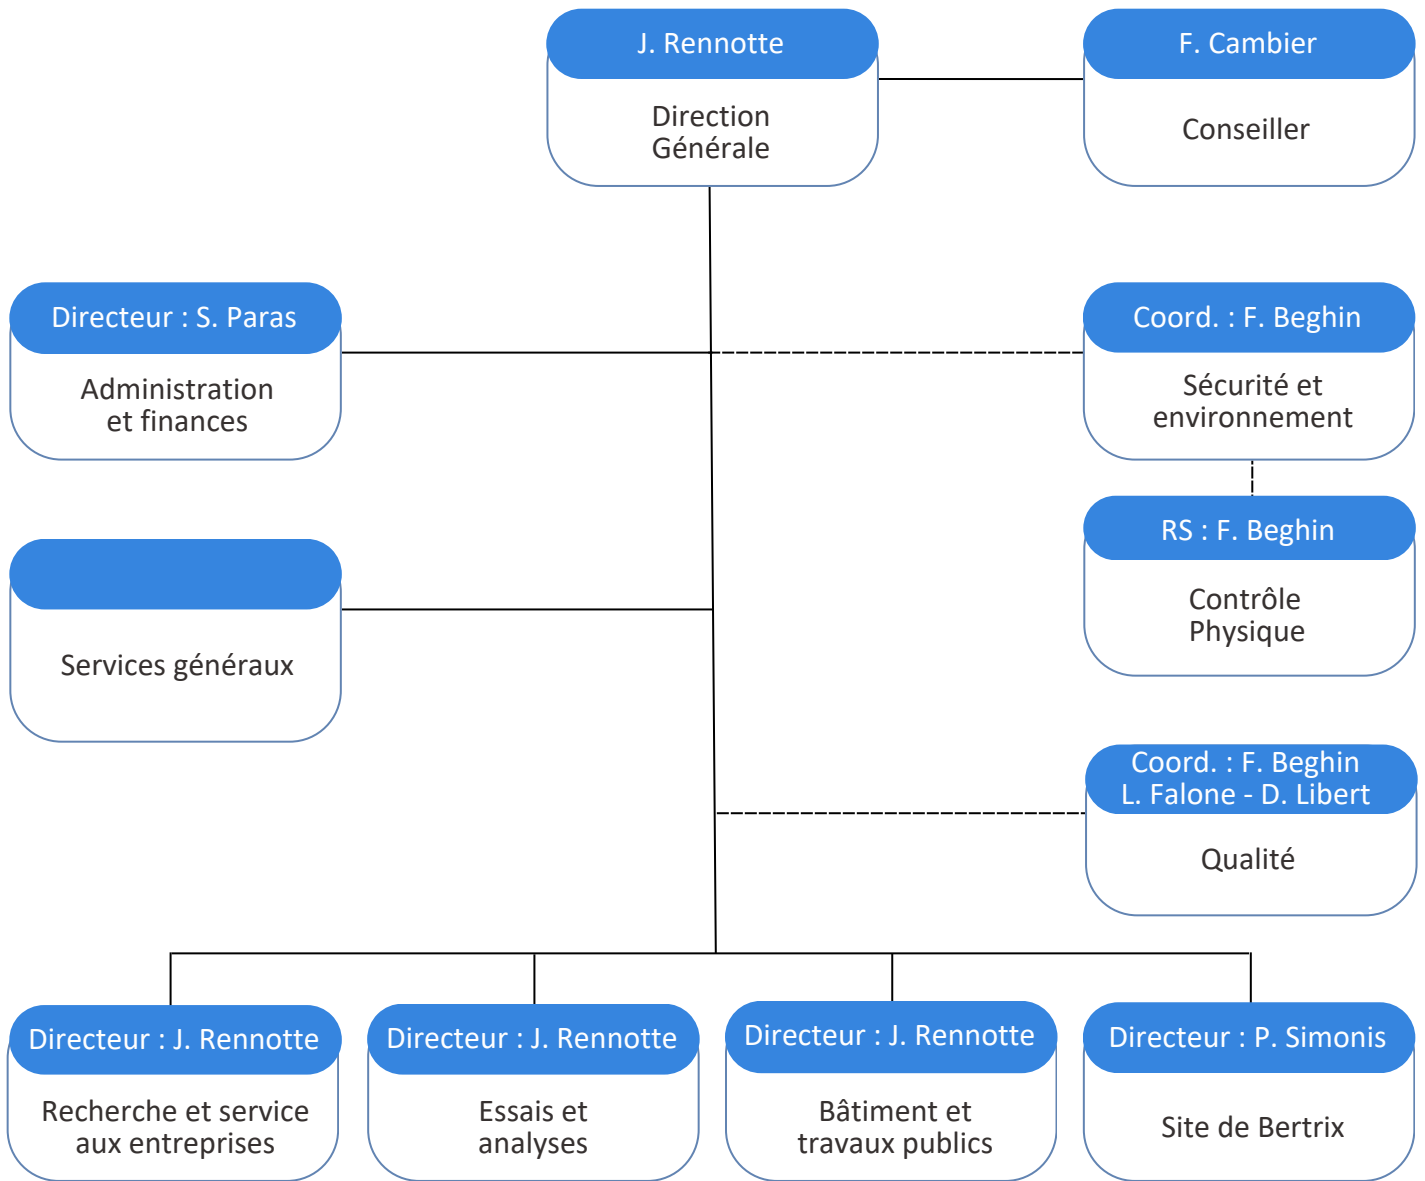 J. Rennotte
Direction
Générale
F. Cambier
Conseiller
Directeur : S. Paras
Administration
et finances
Coord. : F. Beghin
Sécurité et
environnement
RS : F. Beghin
Contrôle
Physique
Services généraux
Coord. : F. Beghin
L. Falone - D. Libert
Qualité
Directeur : J. Rennotte
Recherche et service
aux entreprises
Directeur : J. Rennotte
Essais et
analyses
Directeur : J. Rennotte
Bâtiment et
travaux publics
Directeur : P. Simonis
Site de Bertrix